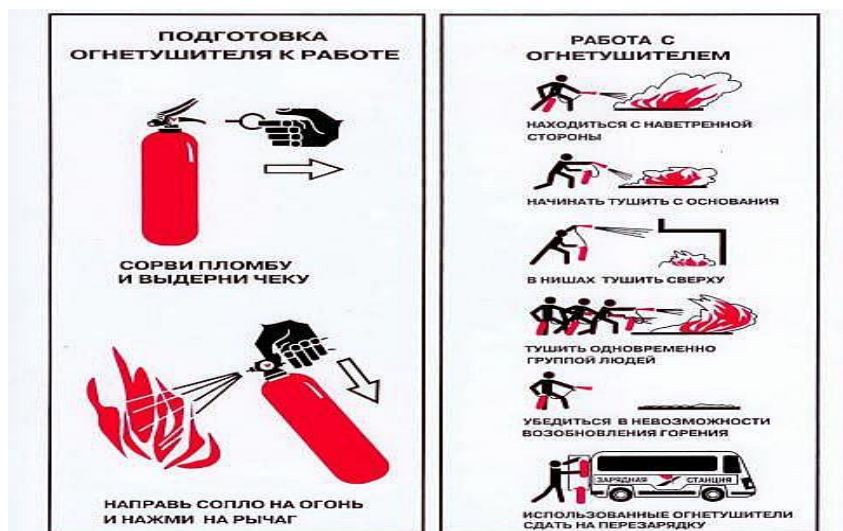 ПОДГОТОВКА
ОГНЕТУШИТЕЛЯ К РАБОТЕ
СОРВИ ПЛОМБУ
И ВЫДЕРНИ ЧЕКУ
НАПРАВЬ СОПЛО НА ОГОНЬ
И НАЖМИ НА РЫЧАГ
РАБОТА С
ОГНЕТУШИТЕЛЕМ
НАХОДИТЬСЯ С НАВЕТРЕННОЙ
СТОРОНЫ
НАЧИНАТЬ ТУШИТЬ С ОСНОВАНИЯ
В НИШАХ ТУШИТЬ СВЕРХУ
ТУШИТЬ ОДНОВРЕМЕННО
ГРУППОЙ ЛЮДЕЙ
УБЕДИТЬСЯ В НЕВОЗМОЖНОСТИ
ВОЗОБНОВЛЕНИЯ ГОРЕНИЯ
ЗАРЯДНАЯ СТАНЦИЯ
ИСПОЛЬЗОВАННЫЕ ОГНЕТУШИТЕЛИ
СДАТЬ НА ПЕРЕЗАРЯДКУ